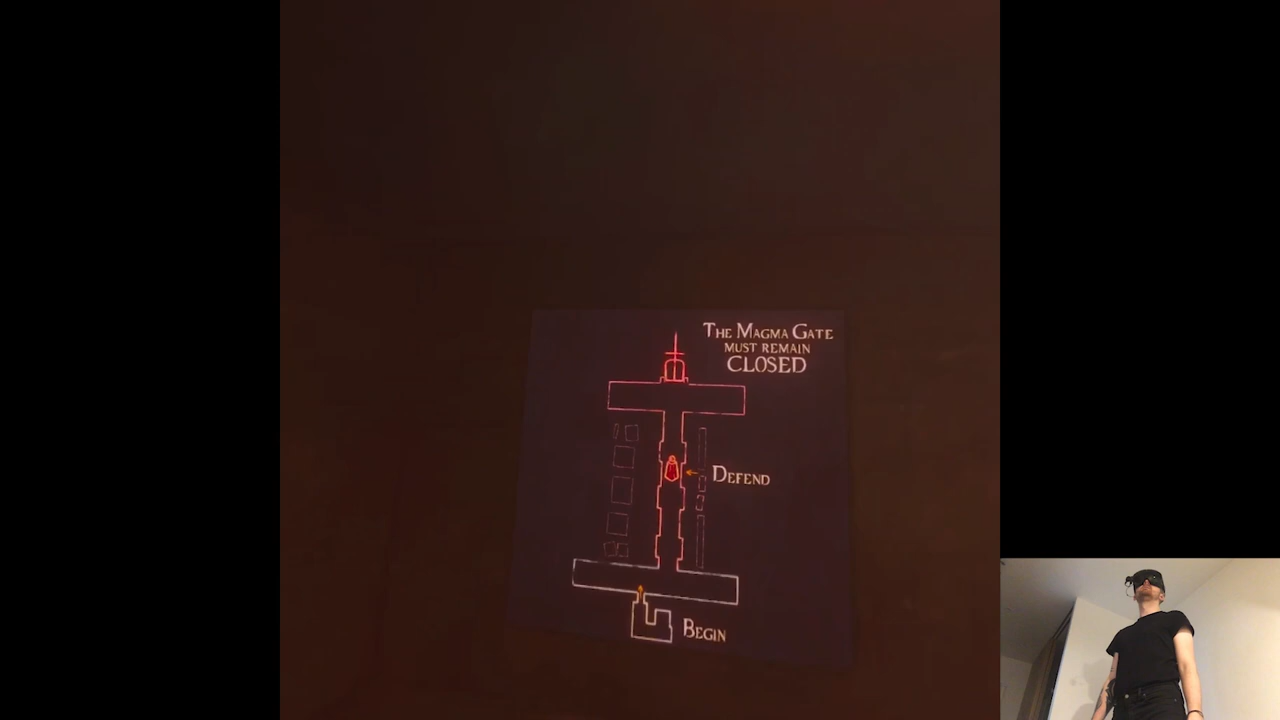 The Magma Gate
must remain
CLOSED
Defend
Begin